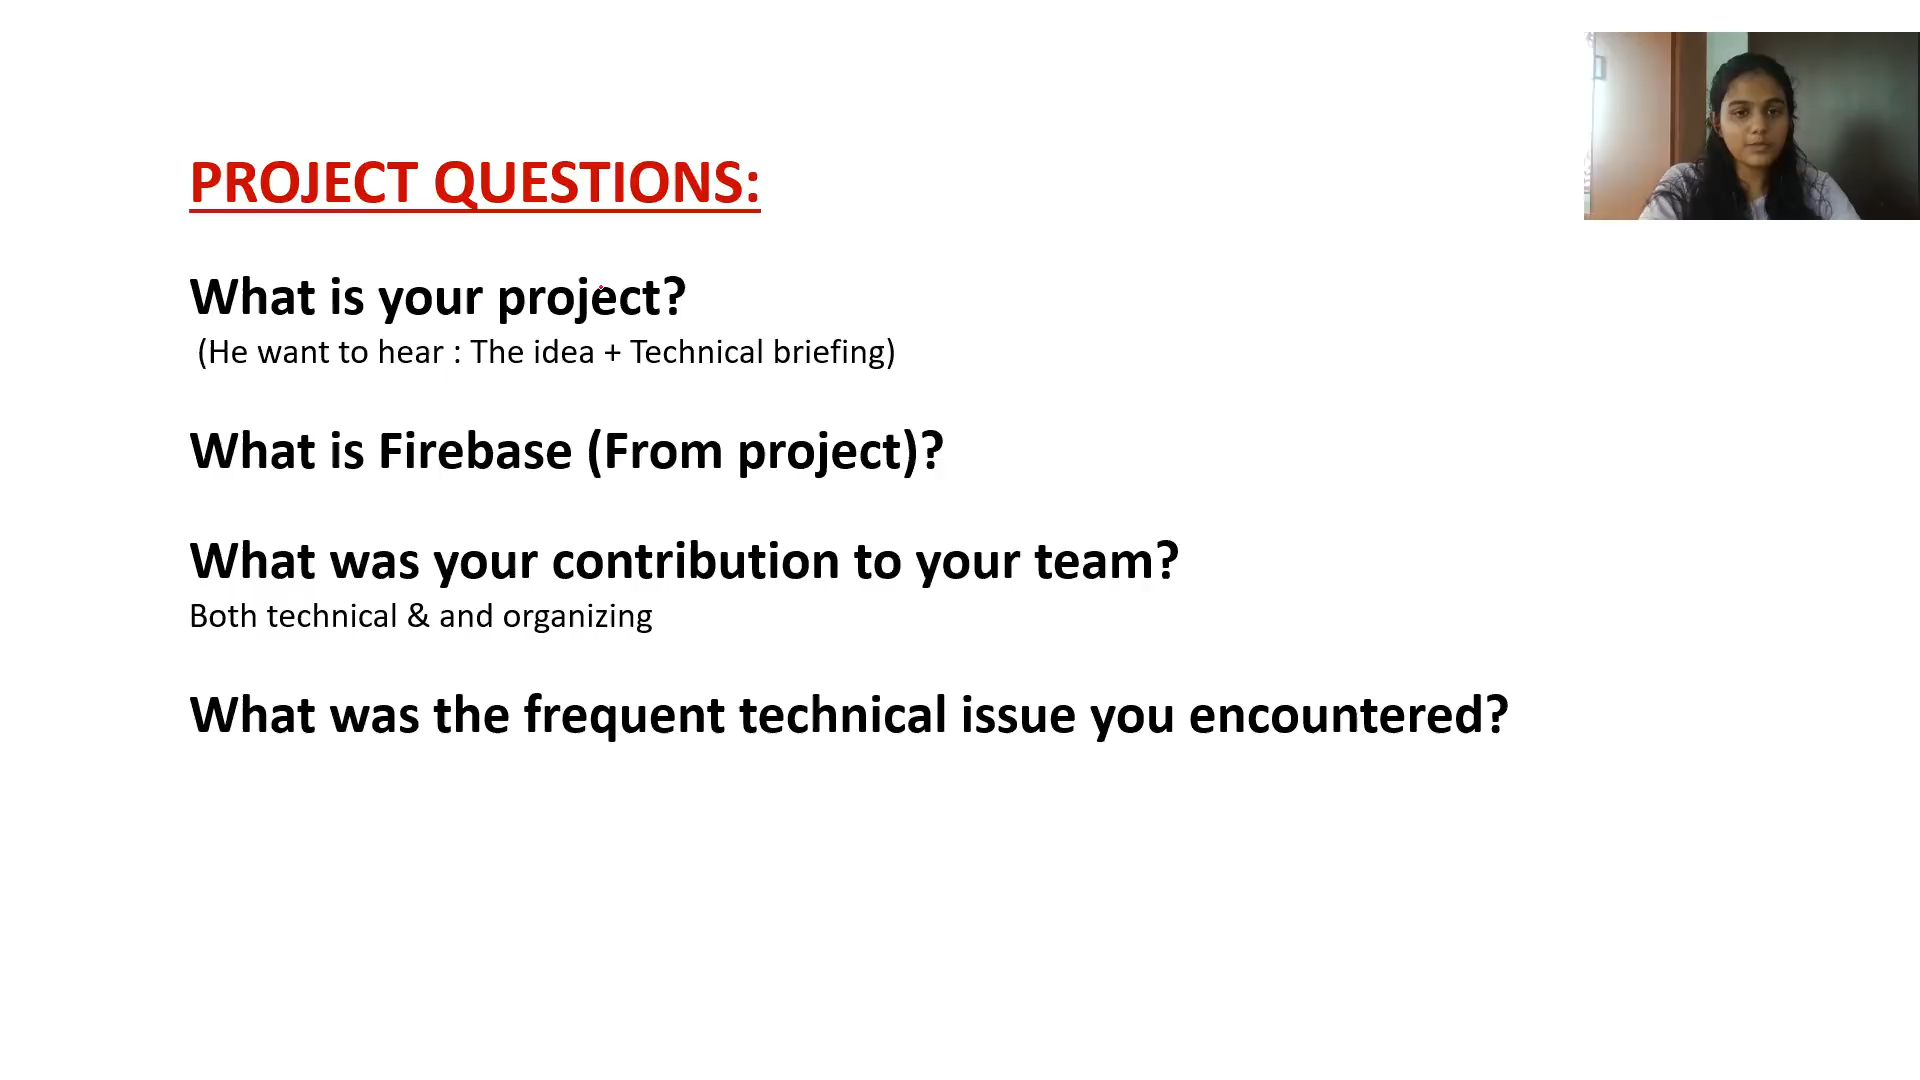 PROJECT QUESTIONS:
What is your project?
(He want to hear : The idea + Technical briefing)
What is Firebase (From project)?
What was your contribution to your team?
Both technical & and organizing
What was the frequent technical issue you encountered?